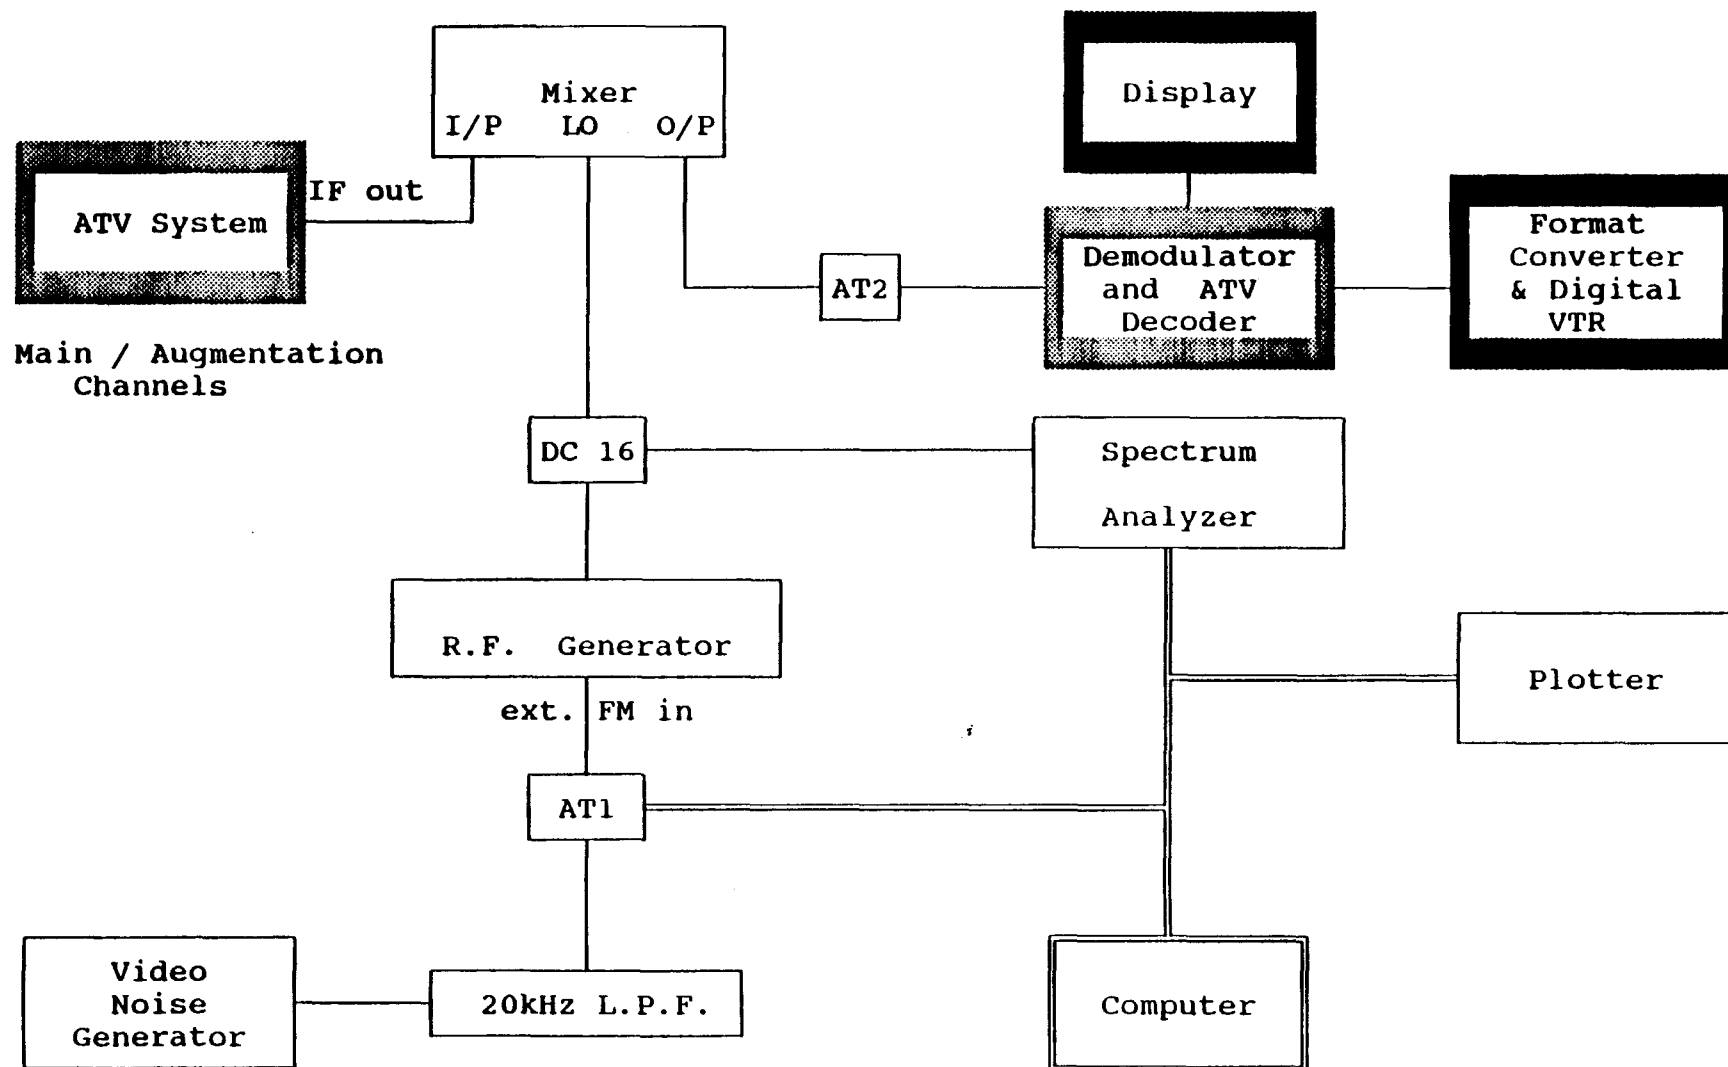 Mixer
I/P LO O/P
Display
ATV System
IF out
Main / Augmentation
Channels
AT2
Demodulator
and ATV
Decoder
Format
Converter
& Digital
VTR
DC 16
Spectrum
Analyzer
R.F. Generator
ext. FM in
Plotter
AT1
Video
Noise
Generator
20kHz L.P.F.
Computer